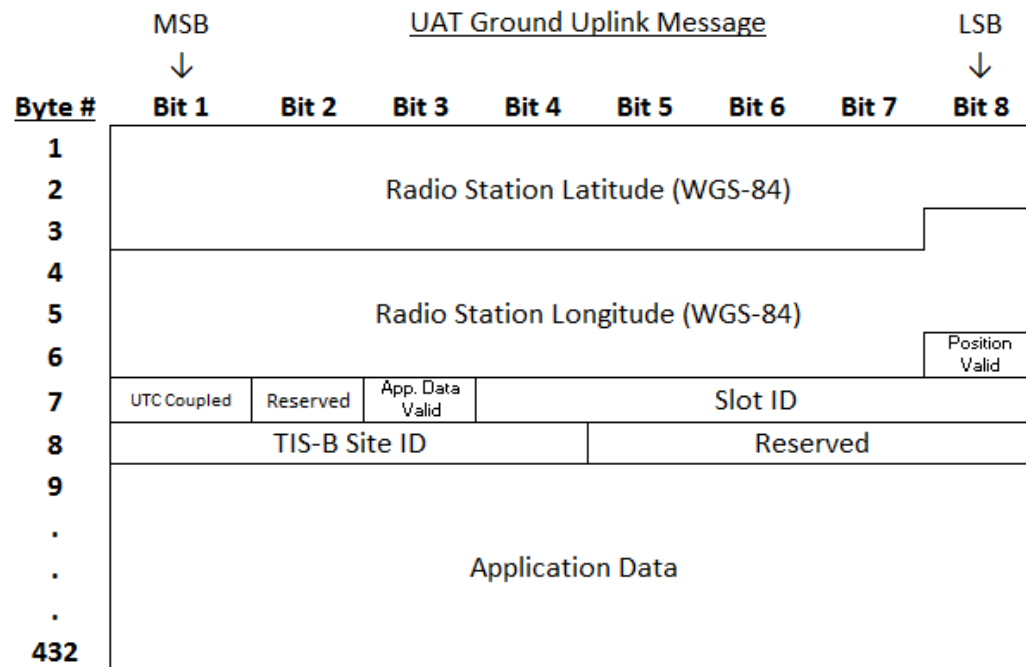 MSB UAT Ground Uplink Message LSB
↓ ↓
Byte # Bit 1 Bit 2 Bit 3 Bit 4 Bit 5 Bit 6 Bit 7 Bit 8
1
2 Radio Station Latitude (WGS-84)
3
4
5 Radio Station Longitude (WGS-84)
6 Position Valid
7 UTC Coupled Reserved App. Data Valid Slot ID
8 TIS-B Site ID Reserved
9
.
. Application Data
.
432